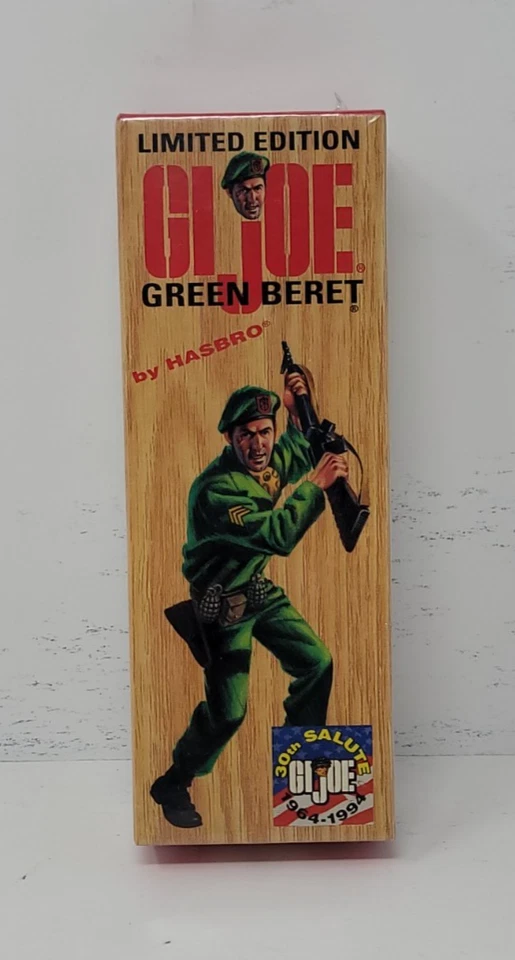 LIMITED EDITION
GI JOE®
GREEN BERET®
by HASBRO®
30th SALUTE
GI JOE
1964-1994